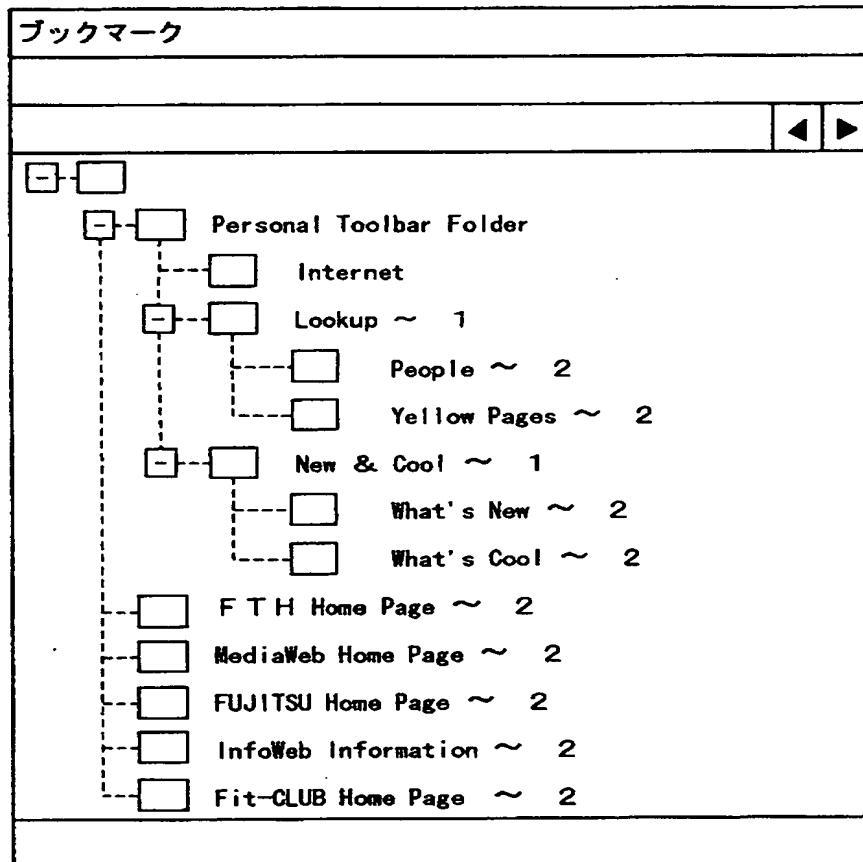 ブックマーク
Personal Toolbar Folder
Internet
Lookup ～ 1
People ～ 2
Yellow Pages ～ 2
New & Cool ～ 1
What's New ～ 2
What's Cool ～ 2
ＦＴＨ Home Page ～ 2
MediaWeb Home Page ～ 2
FUJITSU Home Page ～ 2
InfoWeb Information ～ 2
Fit-CLUB Home Page ～ 2